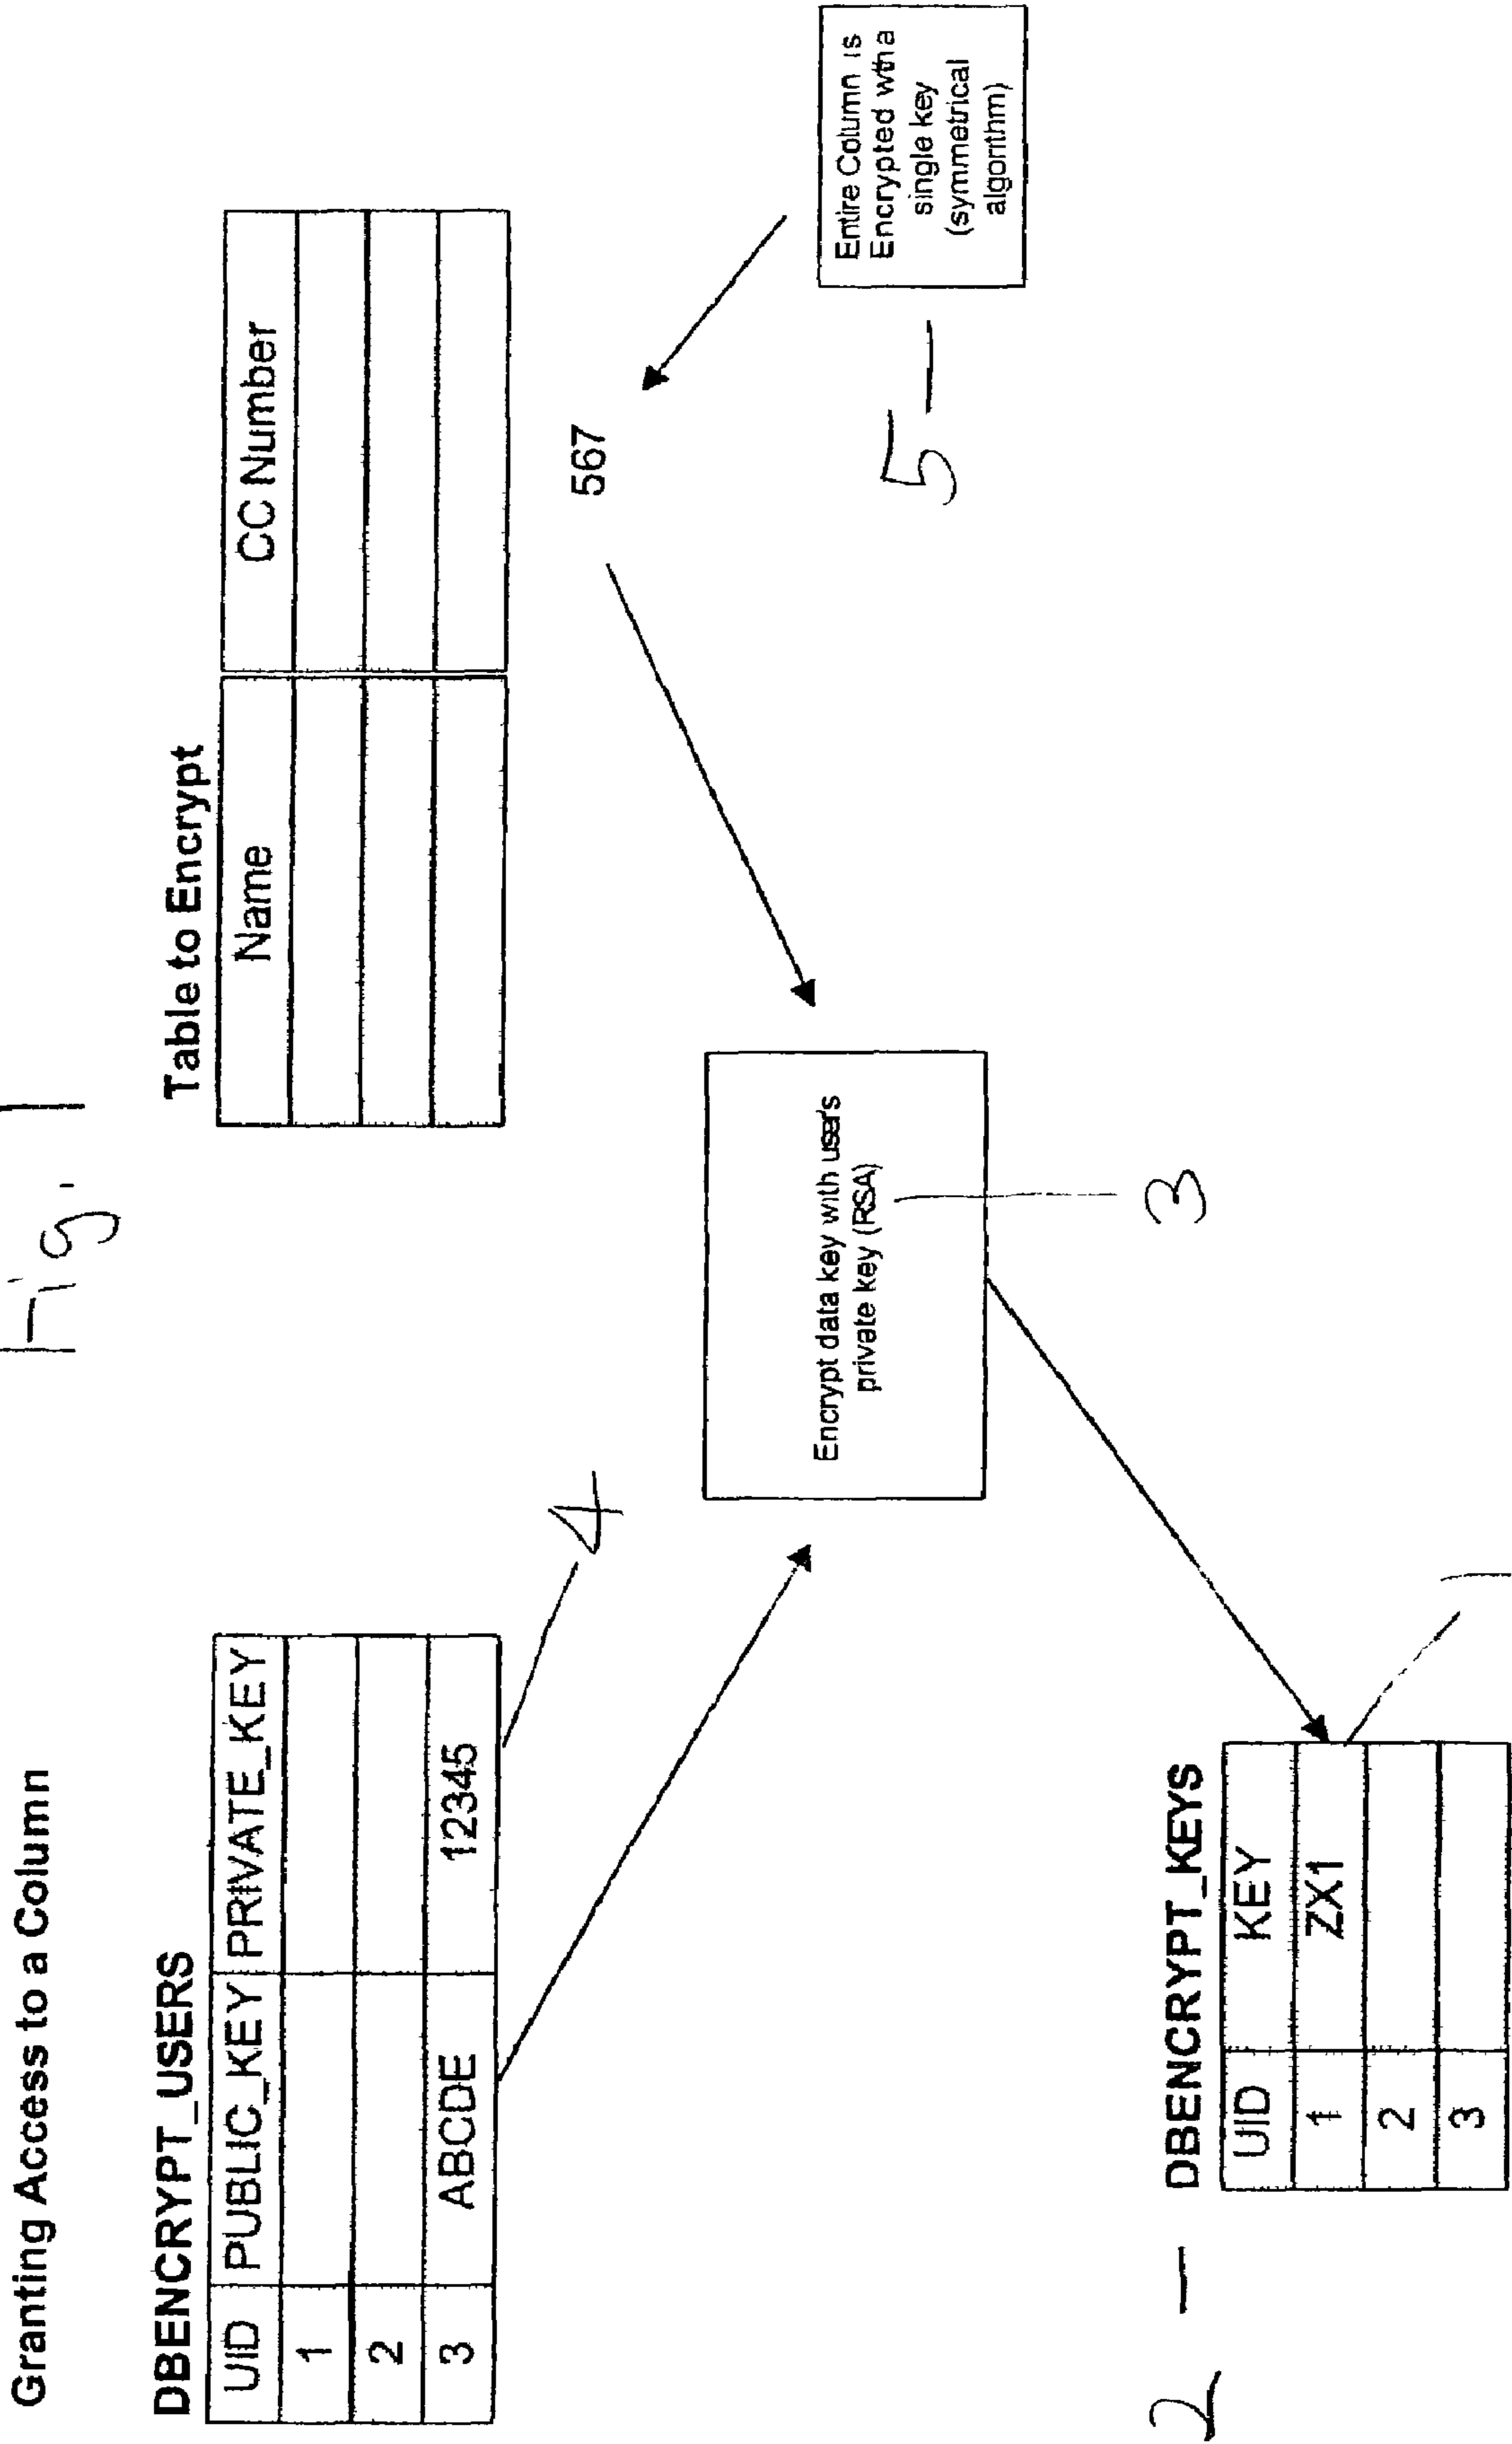 Fig. 1
Granting Access to a Column
DBENCRYPT_USERS
UID PUBLIC_KEY PRIVATE_KEY
1
2
3 ABCDE 12345
4
Table to Encrypt
Name CC Number
567
Encrypt data key with user's
private key (RSA)
3
Entire Column is
Encrypted with a
single key
(symmetrical
algorithm)
5
2
DBENCRYPT_KEYS
UID KEY
1 ZX1
2
3
1